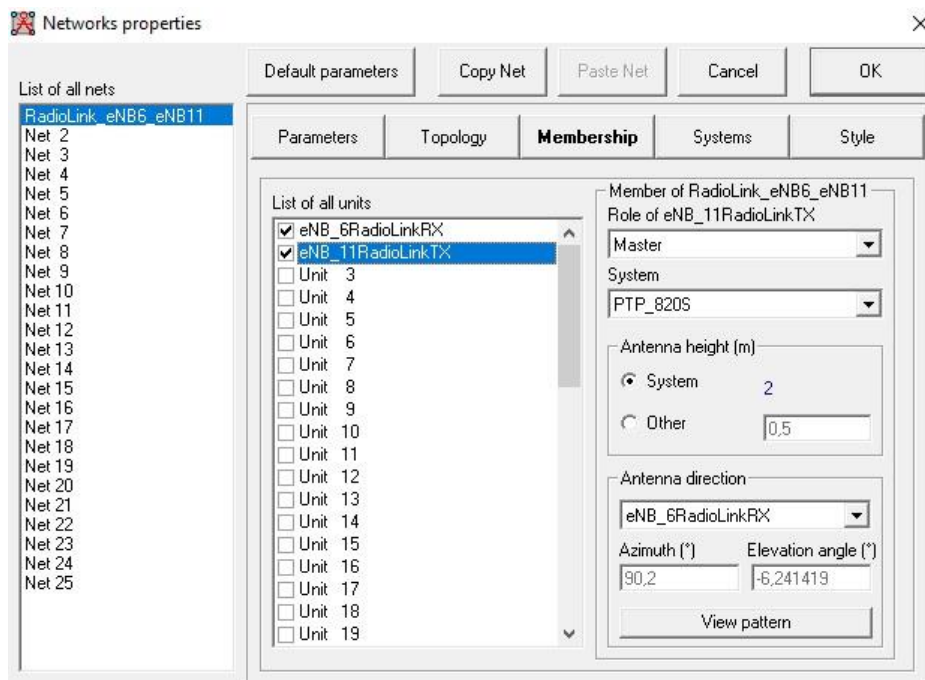 Networks properties
Default parameters
Copy Net
Paste Net
Cancel
OK
List of all nets
RadioLink_eNB6_eNB11
Net 2
Net 3
Net 4
Net 5
Net 6
Net 7
Net 8
Net 9
Net 10
Net 11
Net 12
Net 13
Net 14
Net 15
Net 16
Net 17
Net 18
Net 19
Net 20
Net 21
Net 22
Net 23
Net 24
Net 25
Parameters
Topology
Membership
Systems
Style
List of all units
eNB_6RadioLinkRX
eNB_11RadioLinkTX
Unit 3
Unit 4
Unit 5
Unit 6
Unit 7
Unit 8
Unit 9
Unit 10
Unit 11
Unit 12
Unit 13
Unit 14
Unit 15
Unit 16
Unit 17
Unit 18
Unit 19
Member of RadioLink_eNB6_eNB11
Role of eNB_11RadioLinkTX
Master
System
PTP_820S
Antenna height (m)
System 2
Other 0,5
Antenna direction
eNB_6RadioLinkRX
Azimuth (°) Elevation angle (°)
90,2 -6,241419
View pattern